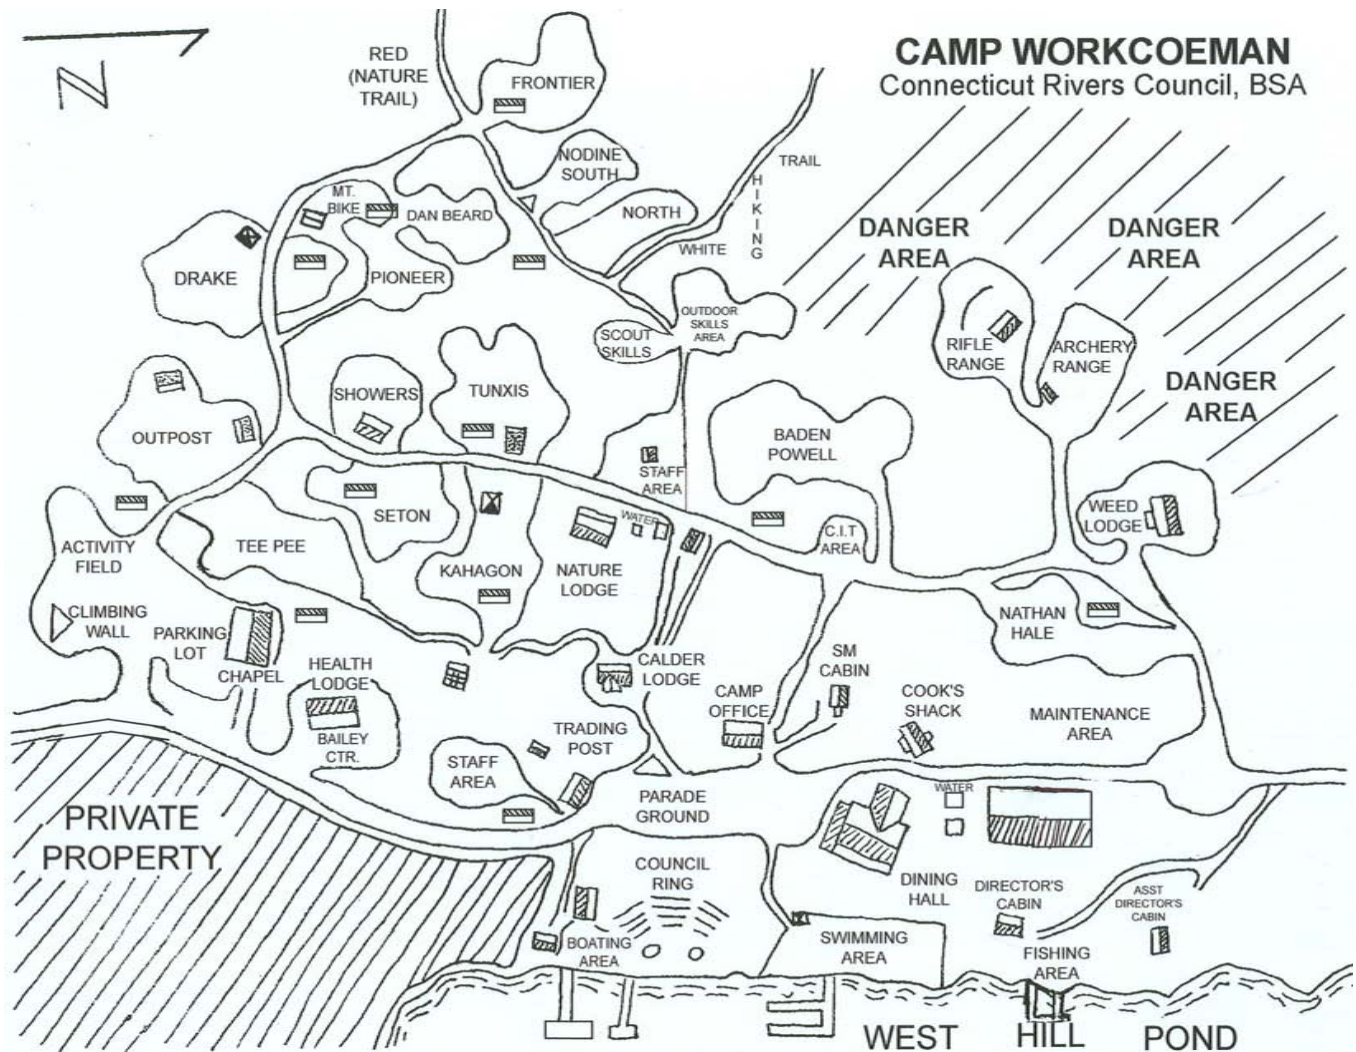 CAMP WORKCOEMAN
Connecticut Rivers Council, BSA
N
RED
(NATURE
TRAIL)
FRONTIER
NODINE
SOUTH
TRAIL
HIKING
WHITE
NORTH
MT.
BIKE
DAN BEARD
DRAKE
PIONEER
DANGER
AREA
DANGER
AREA
DANGER
AREA
OUTDOOR
SKILLS
AREA
SCOUT
SKILLS
RIFLE
RANGE
ARCHERY
RANGE
SHOWERS
TUNXIS
OUTPOST
BADEN
POWELL
STAFF
AREA
WEED
LODGE
SETON
WATER
C.I.T
AREA
ACTIVITY
FIELD
TEE PEE
KAHAGON
NATURE
LODGE
CLIMBING
WALL
PARKING
LOT
CHAPEL
NATHAN
HALE
HEALTH
LODGE
BAILEY
CTR.
CALDER
LODGE
SM
CABIN
CAMP
OFFICE
COOK'S
SHACK
MAINTENANCE
AREA
TRADING
POST
STAFF
AREA
PARADE
GROUND
WATER
PRIVATE
PROPERTY
COUNCIL
RING
DINING
HALL
DIRECTOR'S
CABIN
ASST
DIRECTOR'S
CABIN
BOATING
AREA
SWIMMING
AREA
FISHING
AREA
WEST HILL POND